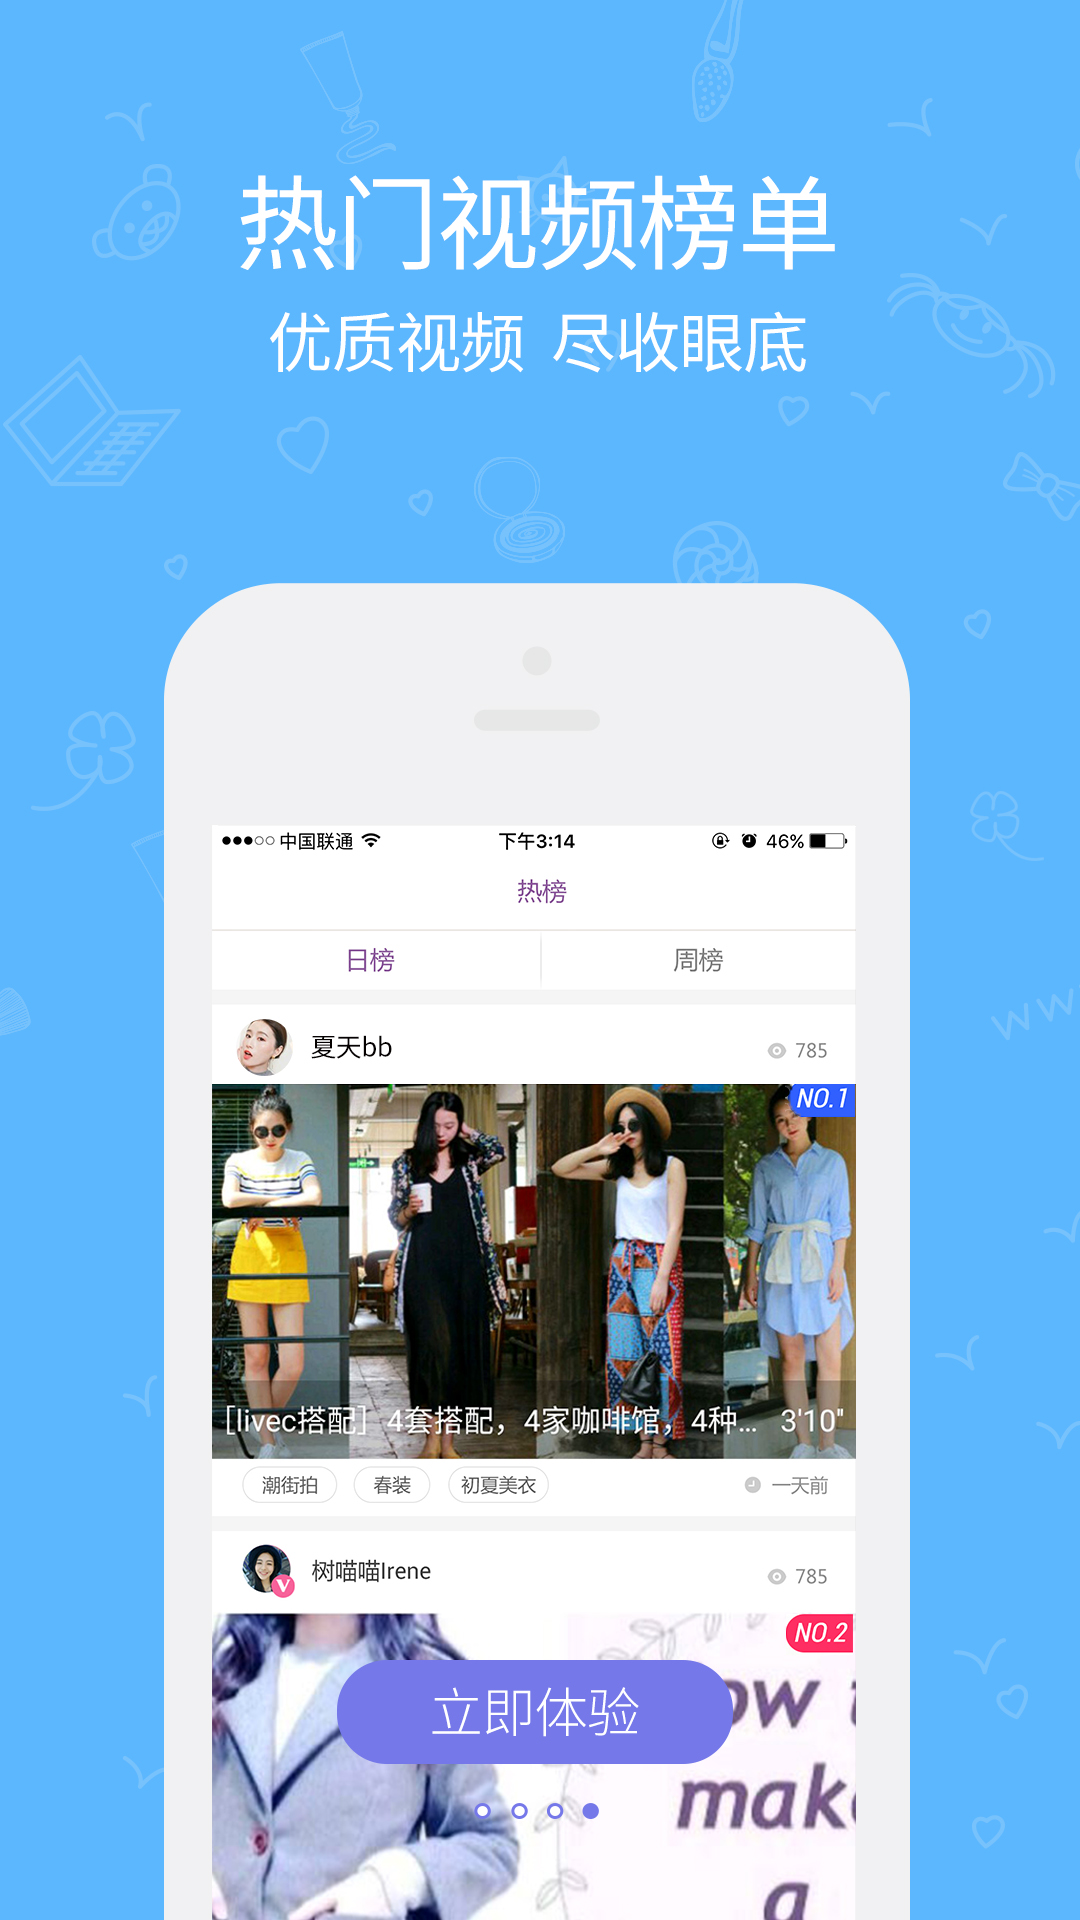 热门视频榜单
优质视频 尽收眼底
中国联通 下午3:14 46%
热榜
日榜 周榜
夏天bb 785
NO.1
[livec搭配] 4套搭配，4家咖啡馆，4种... 3'10"
潮街拍 春装 初夏美衣 一天前
树喵喵Irene 785
V
NO.2
立即体验
mak
a